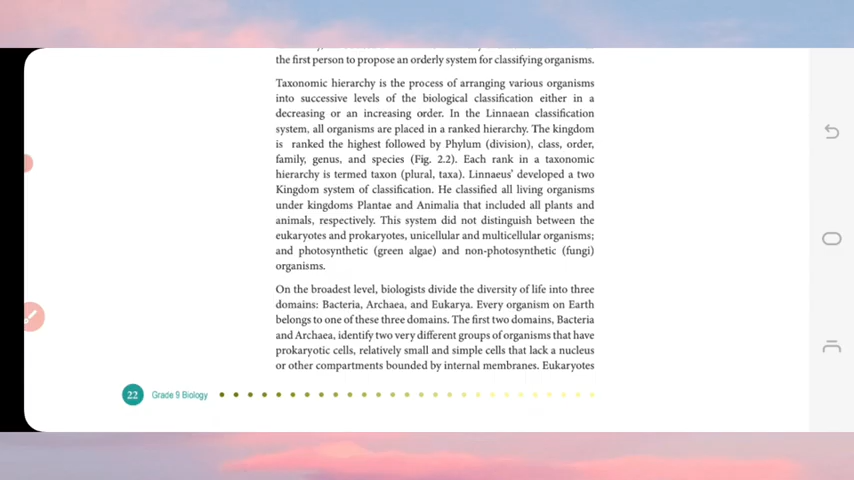 the first person to propose an orderly system for classifying organisms.
Taxonomic hierarchy is the process of arranging various organisms
into successive levels of the biological classification either in a
decreasing or an increasing order. In the Linnaean classification
system, all organisms are placed in a ranked hierarchy. The kingdom
is ranked the highest followed by Phylum (division), class, order,
family, genus, and species (Fig. 2.2). Each rank in a taxonomic
hierarchy is termed taxon (plural, taxa). Linnaeus' developed a two
Kingdom system of classification. He classified all living organisms
under kingdoms Plantae and Animalia that included all plants and
animals, respectively. This system did not distinguish between the
eukaryotes and prokaryotes, unicellular and multicellular organisms;
and photosynthetic (green algae) and non-photosynthetic (fungi)
organisms.
On the broadest level, biologists divide the diversity of life into three
domains: Bacteria, Archaea, and Eukarya. Every organism on Earth
belongs to one of these three domains. The first two domains, Bacteria
and Archaea, identify two very different groups of organisms that have
prokaryotic cells, relatively small and simple cells that lack a nucleus
or other compartments bounded by internal membranes. Eukaryotes
22 Grade 9 Biology